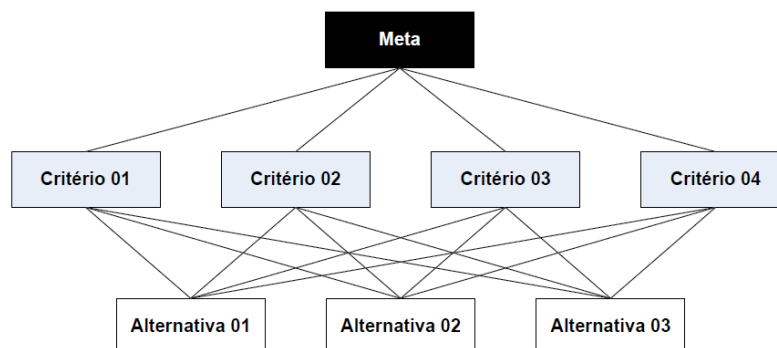 Meta
Critério 01
Critério 02
Critério 03
Critério 04
Alternativa 01
Alternativa 02
Alternativa 03